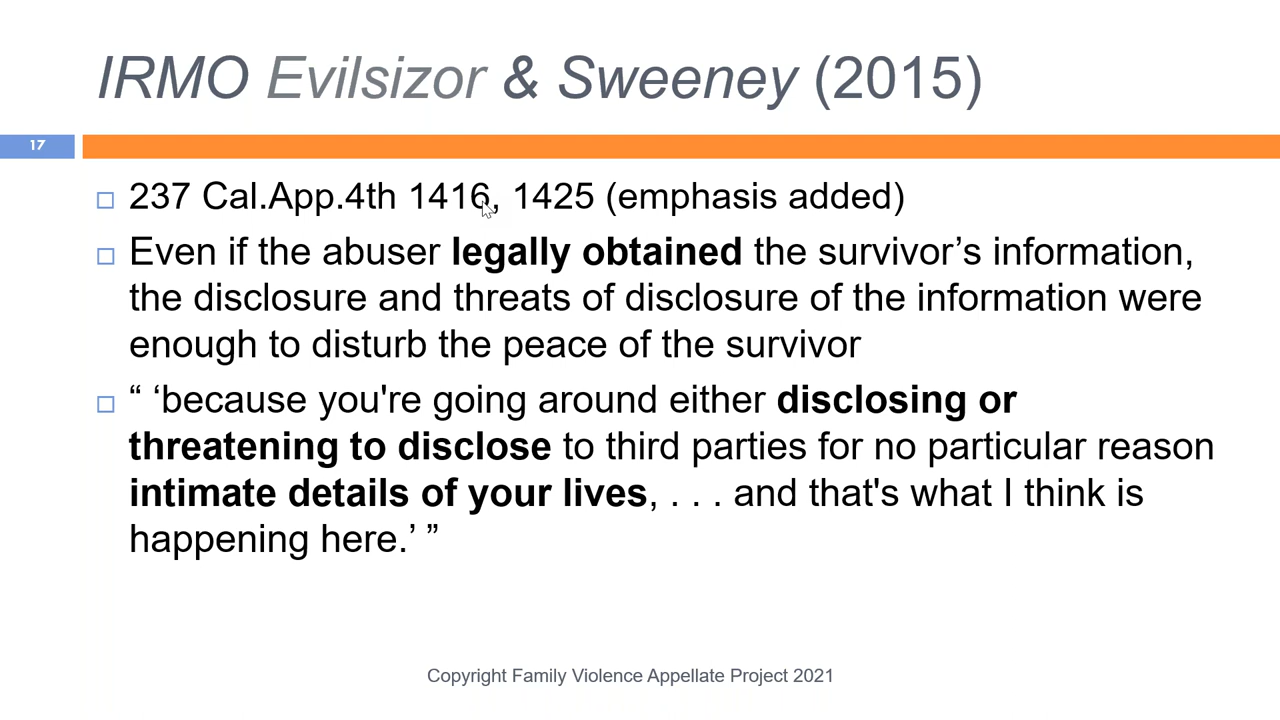 IRMO Evilsizor & Sweeney (2015)
17
237 Cal.App.4th 1416, 1425 (emphasis added)
Even if the abuser legally obtained the survivor’s information,
the disclosure and threats of disclosure of the information were
enough to disturb the peace of the survivor
“ ‘because you're going around either disclosing or
threatening to disclose to third parties for no particular reason
intimate details of your lives, . . . and that's what I think is
happening here.’ ”
Copyright Family Violence Appellate Project 2021